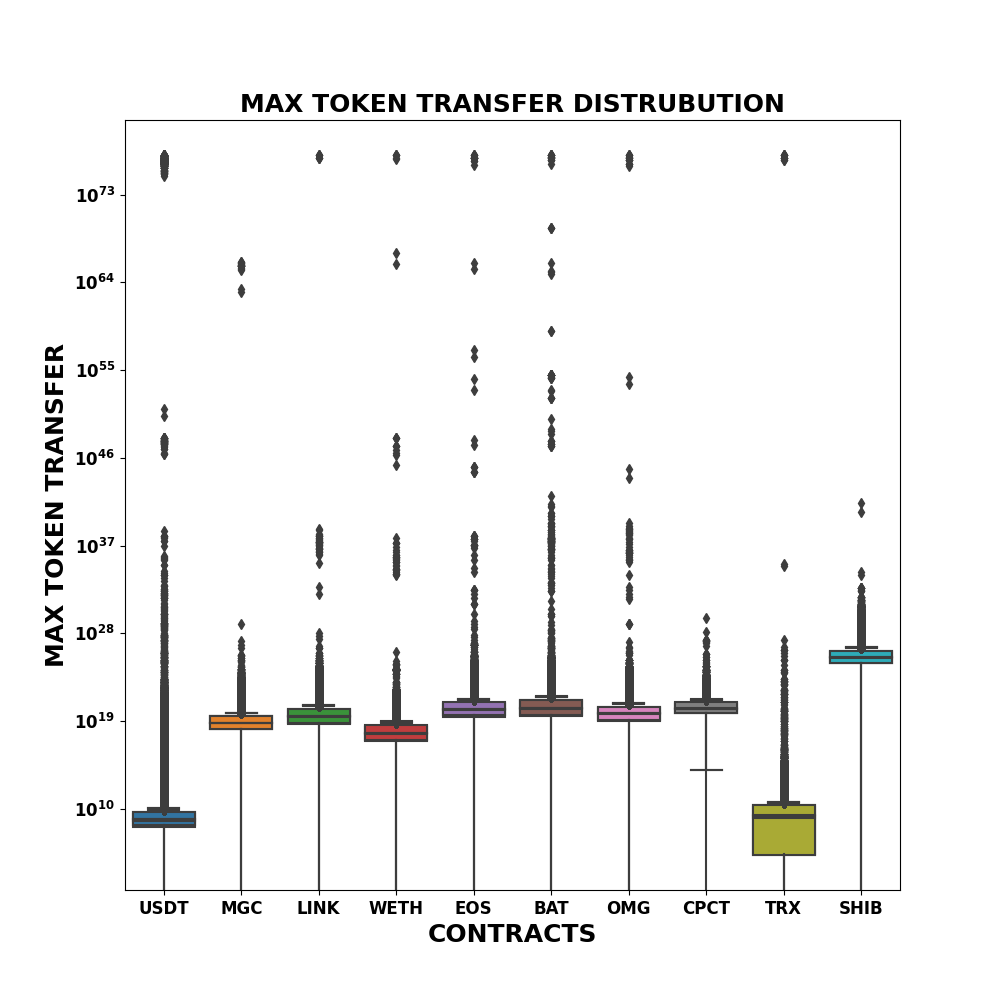 MAX TOKEN TRANSFER DISTRUBUTION
MAX TOKEN TRANSFER
10^73
10^64
10^55
10^46
10^37
10^28
10^19
10^10
USDT MGC LINK WETH EOS BAT OMG CPCT TRX SHIB
CONTRACTS